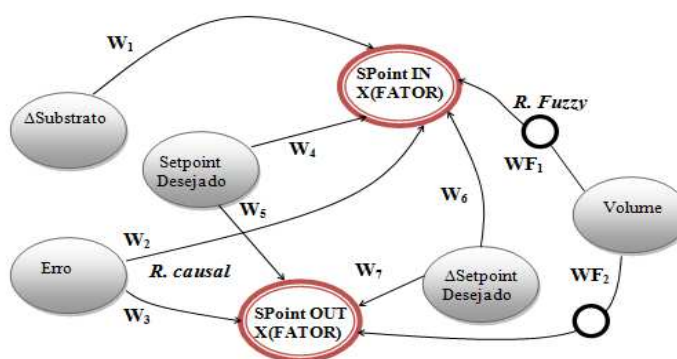 W1
SPoint IN
X(FATOR)
R. Fuzzy
ΔSubstrato
W4
WF1
Setpoint
Desejado
W6
Volume
W5
W2
Erro
R. causal
W7
ΔSetpoint
Desejado
WF2
W3
SPoint OUT
X(FATOR)